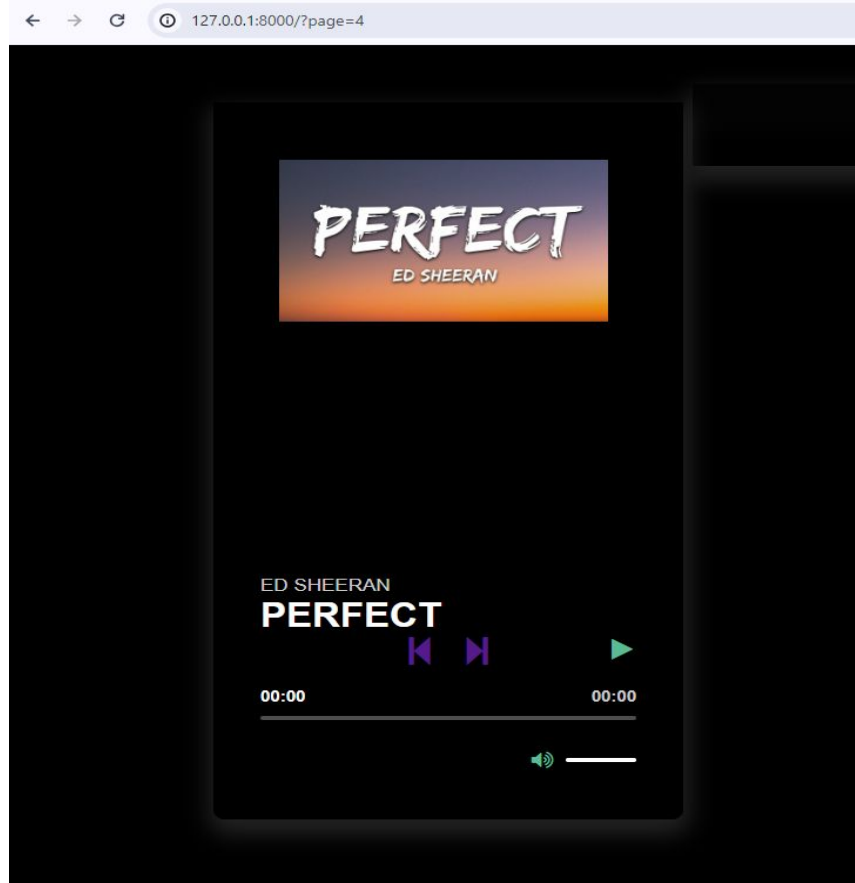 127.0.0.1:8000/?page=4
PERFECT
ED SHEERAN
ED SHEERAN
PERFECT
00:00 00:00